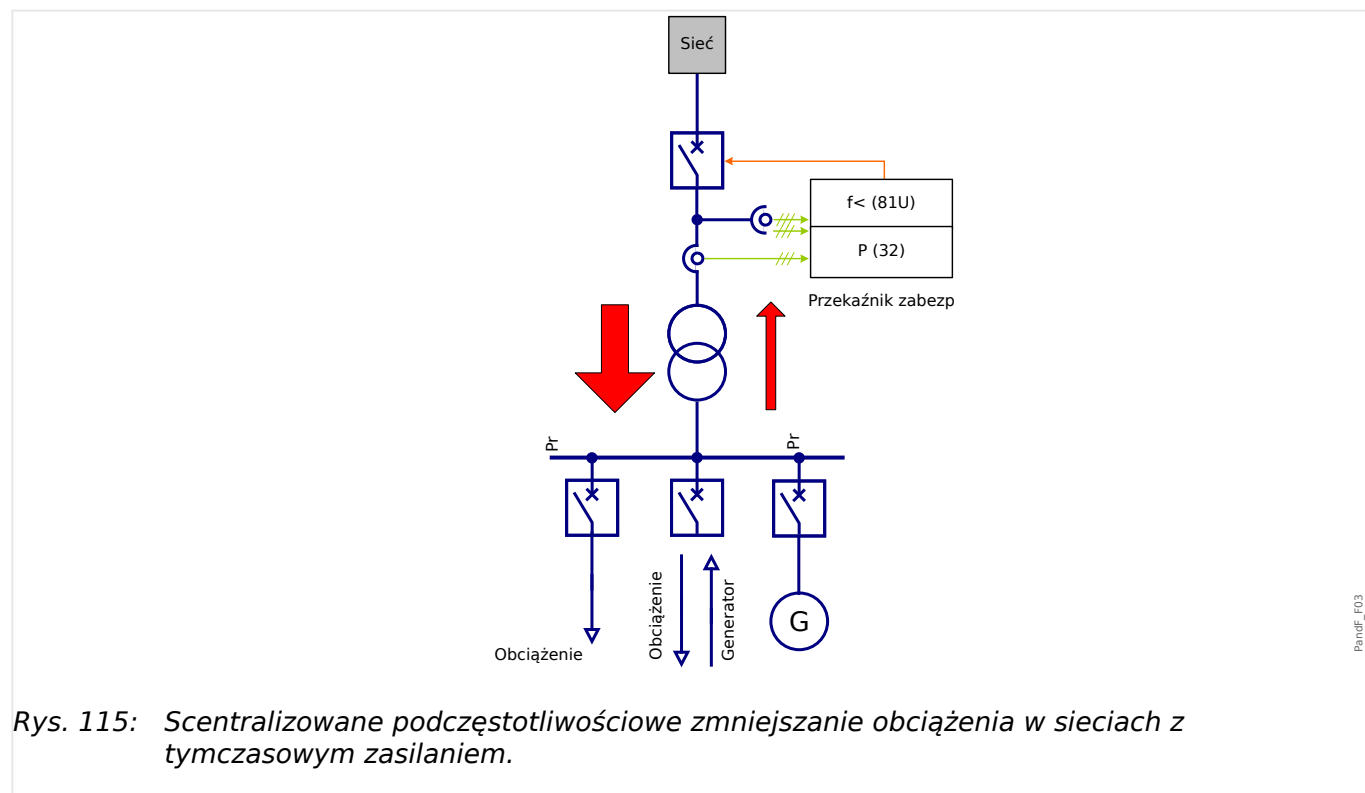 Sieć
f< (81U)
P (32)
Przekaźnik zabezp
Pr
Pr
Obciążenie
Obciążenie
Generator
G
PandF_F03
Rys. 115: Scentralizowane podczęstotliwościowe zmniejszanie obciążenia w sieciach z
tymczasowym zasilaniem.